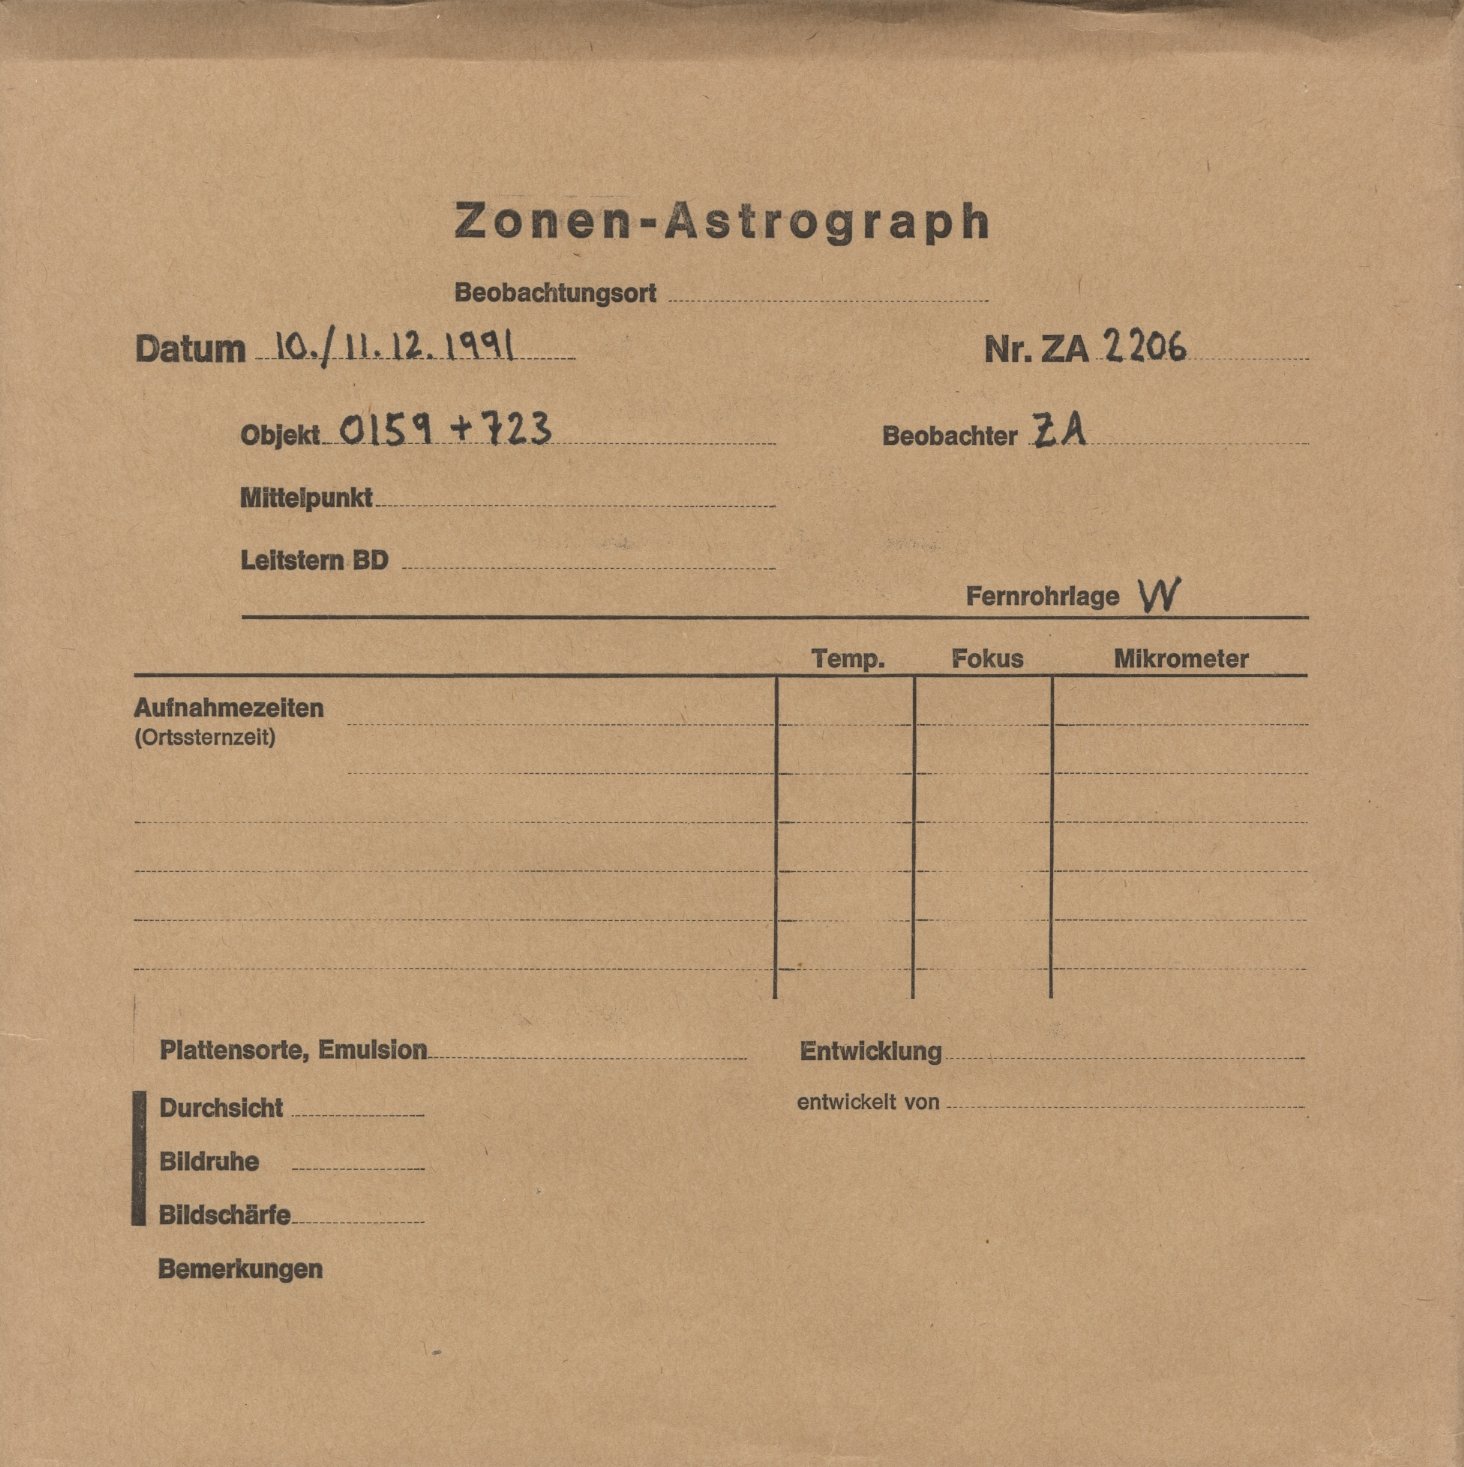 Zonen-Astrograph
Beobachtungsort
Datum 10./11.12.1991 Nr. ZA 2206
Objekt 0159 +723 Beobachter ZA
Mittelpunkt
Leitstern BD
Fernrohrlage W
Temp. Fokus Mikrometer
Aufnahmezeiten
(Ortssternzeit)
Plattensorte, Emulsion Entwicklung
Durchsicht entwickelt von
Bildruhe
Bildschärfe
Bemerkungen